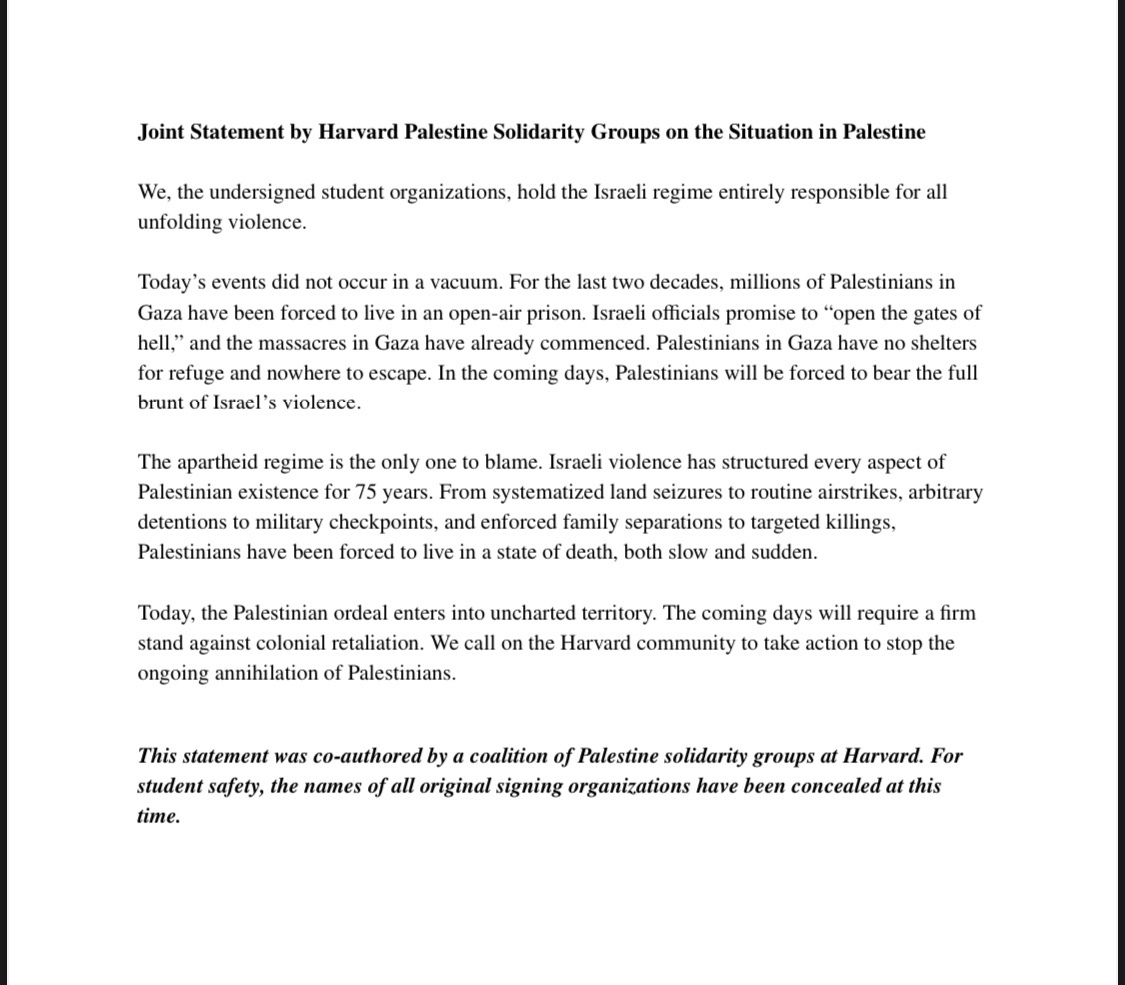 Joint Statement by Harvard Palestine Solidarity Groups on the Situation in Palestine
We, the undersigned student organizations, hold the Israeli regime entirely responsible for all
unfolding violence.
Today’s events did not occur in a vacuum. For the last two decades, millions of Palestinians in
Gaza have been forced to live in an open-air prison. Israeli officials promise to “open the gates of
hell,” and the massacres in Gaza have already commenced. Palestinians in Gaza have no shelters
for refuge and nowhere to escape. In the coming days, Palestinians will be forced to bear the full
brunt of Israel’s violence.
The apartheid regime is the only one to blame. Israeli violence has structured every aspect of
Palestinian existence for 75 years. From systematized land seizures to routine airstrikes, arbitrary
detentions to military checkpoints, and enforced family separations to targeted killings,
Palestinians have been forced to live in a state of death, both slow and sudden.
Today, the Palestinian ordeal enters into uncharted territory. The coming days will require a firm
stand against colonial retaliation. We call on the Harvard community to take action to stop the
ongoing annihilation of Palestinians.
This statement was co-authored by a coalition of Palestine solidarity groups at Harvard. For
student safety, the names of all original signing organizations have been concealed at this
time.